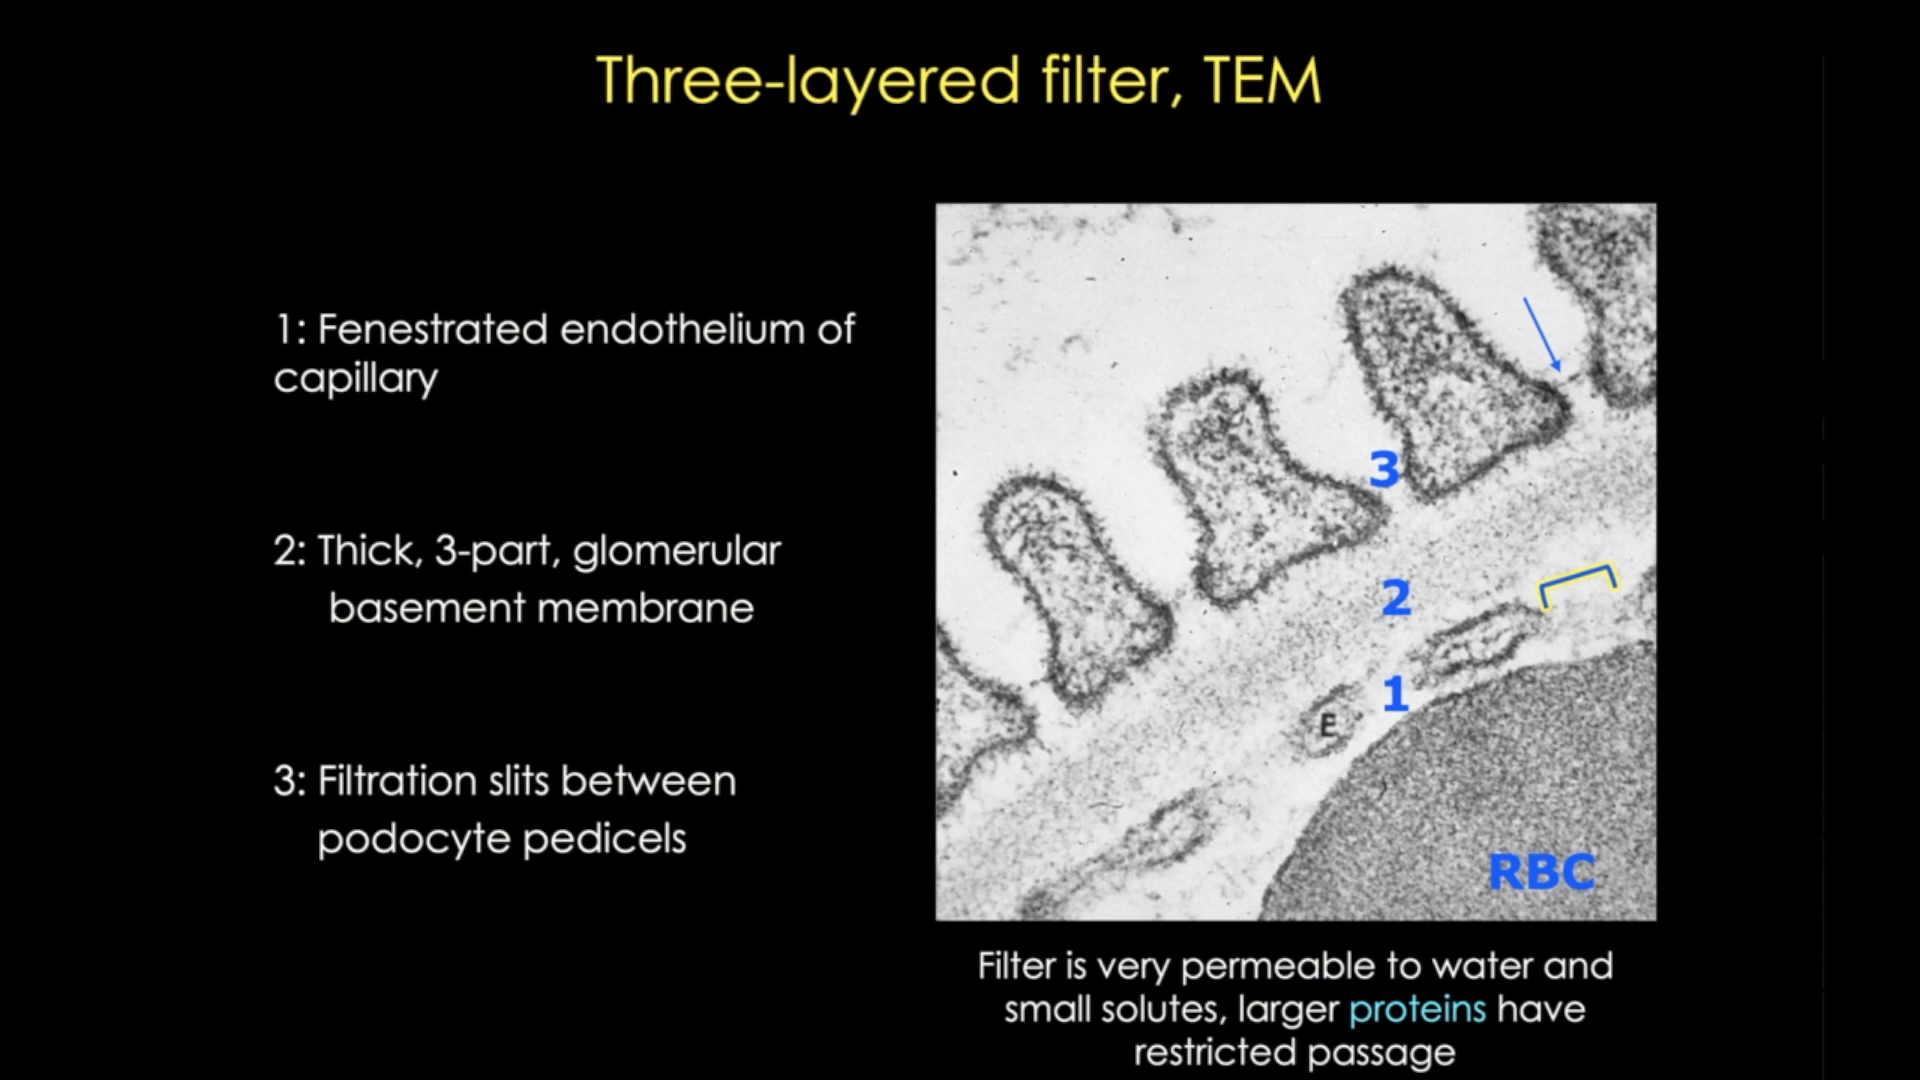 Three-layered filter, TEM
1: Fenestrated endothelium of
capillary
2: Thick, 3-part, glomerular
basement membrane
3: Filtration slits between
podocyte pedicels
3
2
1
E
RBC
Filter is very permeable to water and
small solutes, larger proteins have
restricted passage